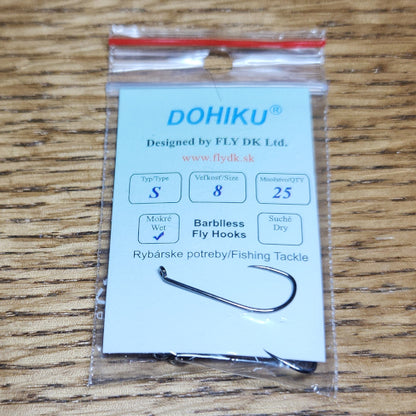 DOHIKU®
Designed by FLY DK Ltd.
www.flydk.sk
Typ/Type Veľkosť/Size Množstvo/QTY
S 8 25
Mokré Barblless Suché
Wet Fly Hooks Dry
✓
Rybárske potreby/Fishing Tackle